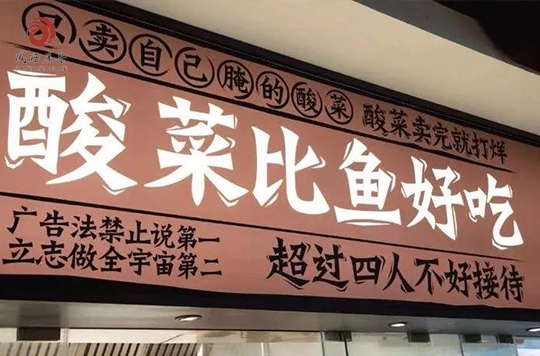 只卖自己腌的酸菜 酸菜卖完就打烊
酸菜比鱼好吃
广告法禁止说第一
立志做全宇宙第二
超过四人不好接待